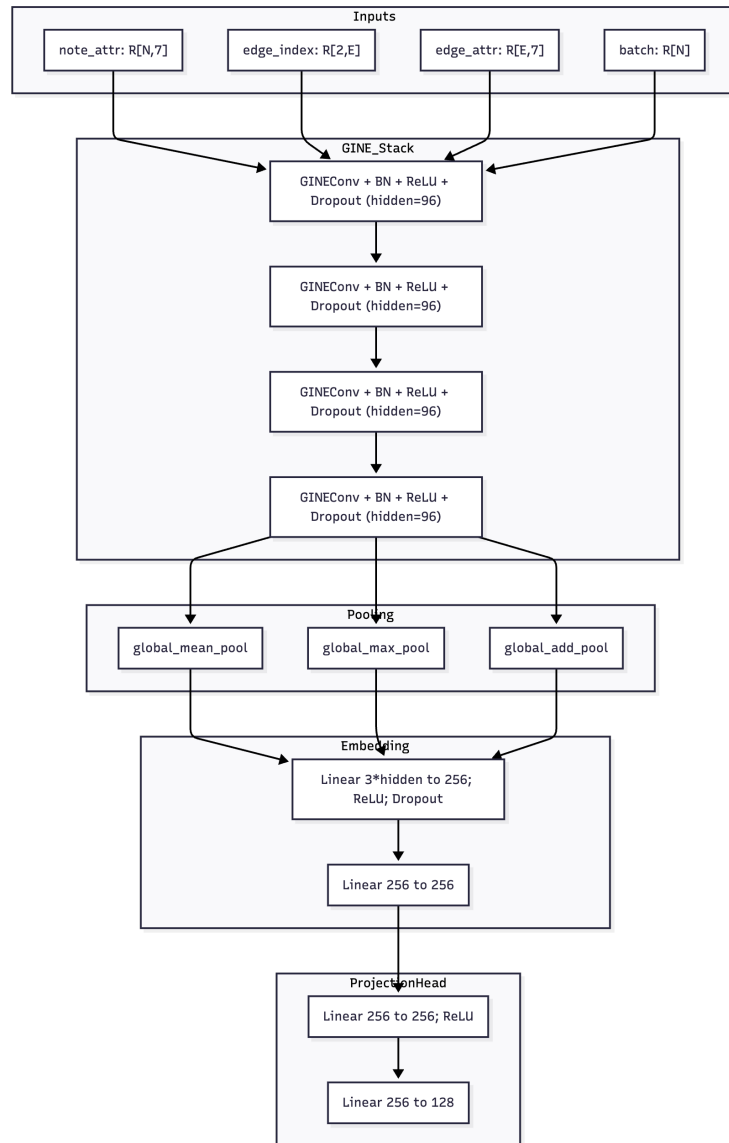 Inputs
note_attr: R[N,7]
edge_index: R[2,E]
edge_attr: R[E,7]
batch: R[N]
GINE_Stack
GINEConv + BN + ReLU +
Dropout (hidden=96)
GINEConv + BN + ReLU +
Dropout (hidden=96)
GINEConv + BN + ReLU +
Dropout (hidden=96)
GINEConv + BN + ReLU +
Dropout (hidden=96)
Pooling
global_mean_pool
global_max_pool
global_add_pool
Embedding
Linear 3*hidden to 256;
ReLU; Dropout
Linear 256 to 256
ProjectionHead
Linear 256 to 256; ReLU
Linear 256 to 128